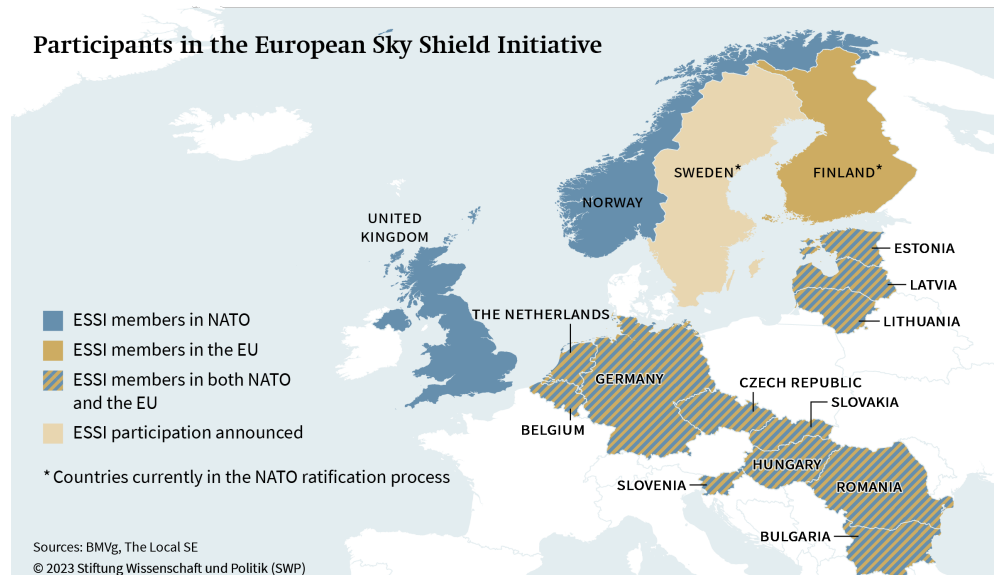 Participants in the European Sky Shield Initiative
SWEDEN*
FINLAND*
NORWAY
UNITED
KINGDOM
ESTONIA
LATVIA
LITHUANIA
THE NETHERLANDS
GERMANY
CZECH REPUBLIC
SLOVAKIA
BELGIUM
HUNGARY
SLOVENIA
ROMANIA
BULGARIA
ESSI members in NATO
ESSI members in the EU
ESSI members in both NATO
and the EU
ESSI participation announced
* Countries currently in the NATO ratification process
Sources: BMVg, The Local SE
© 2023 Stiftung Wissenschaft und Politik (SWP)